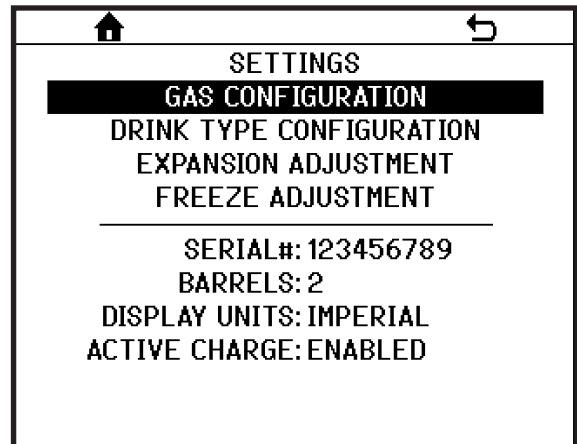 SETTINGS
GAS CONFIGURATION
DRINK TYPE CONFIGURATION
EXPANSION ADJUSTMENT
FREEZE ADJUSTMENT
SERIAL#: 123456789
BARRELS: 2
DISPLAY UNITS: IMPERIAL
ACTIVE CHARGE: ENABLED